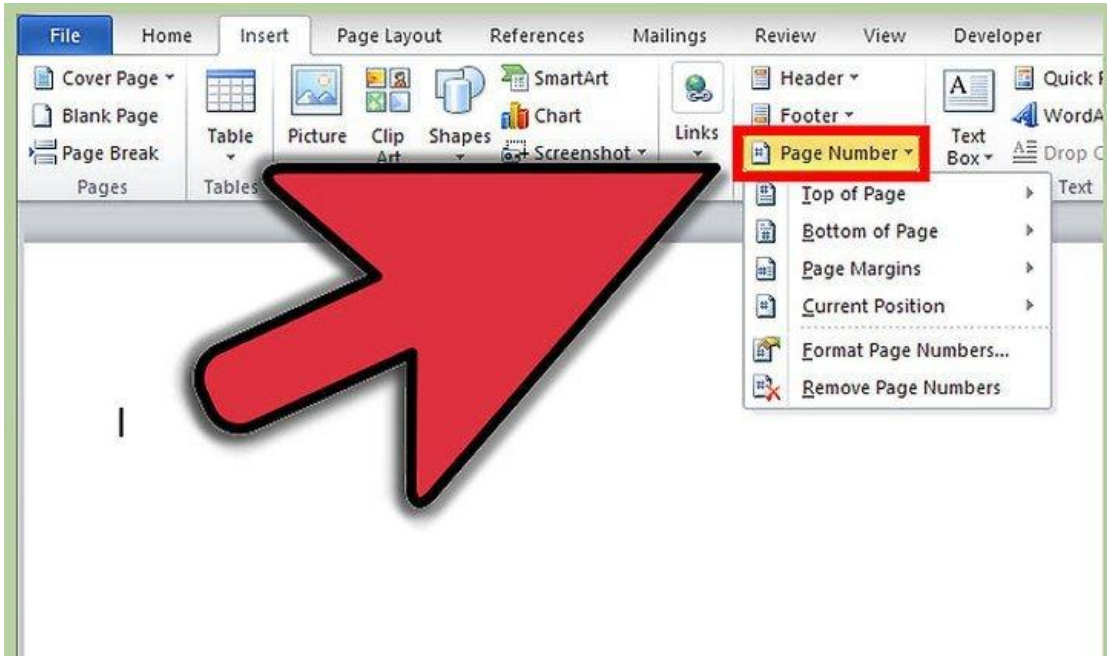 File Home Insert Page Layout References Mailings Review View Developer
Cover Page
Blank Page
Page Break
Pages
Table
Tables
Picture
Clip
Art
Shapes
SmartArt
Chart
Screenshot
Links
Header
Footer
Page Number
A
Text
Box
Quick
WordA
Drop
Text
Top of Page
Bottom of Page
Page Margins
Current Position
Format Page Numbers...
Remove Page Numbers